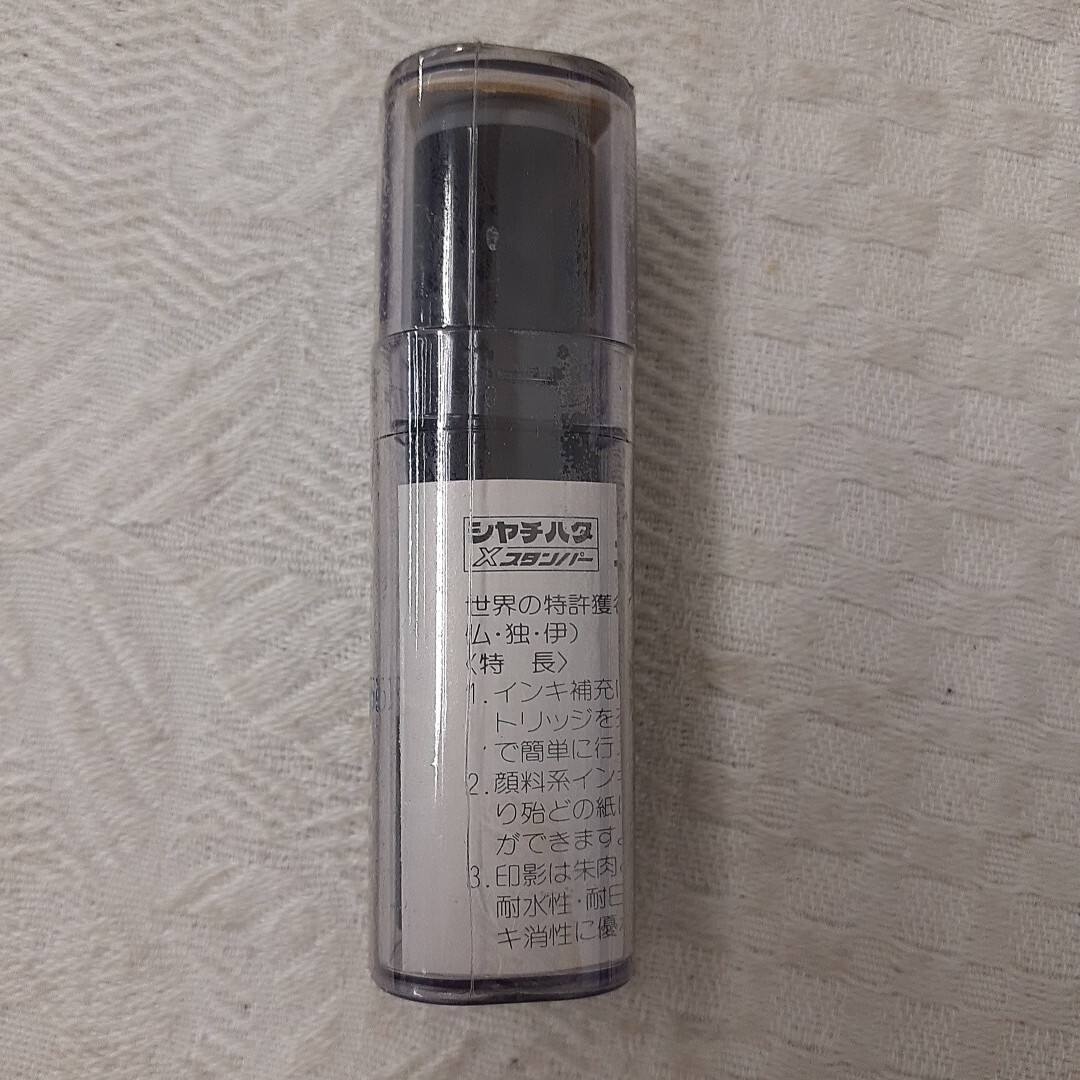 シヤチハタ
Xスタンパー
世界の特許獲得
仏・独・伊）
〈特　長〉
1. インキ補充
トリッジを
で簡単に行
2. 顔料系イン
り殆どの紙に
ができます。
3. 印影は朱肉
耐水性・耐日
キ消性に優